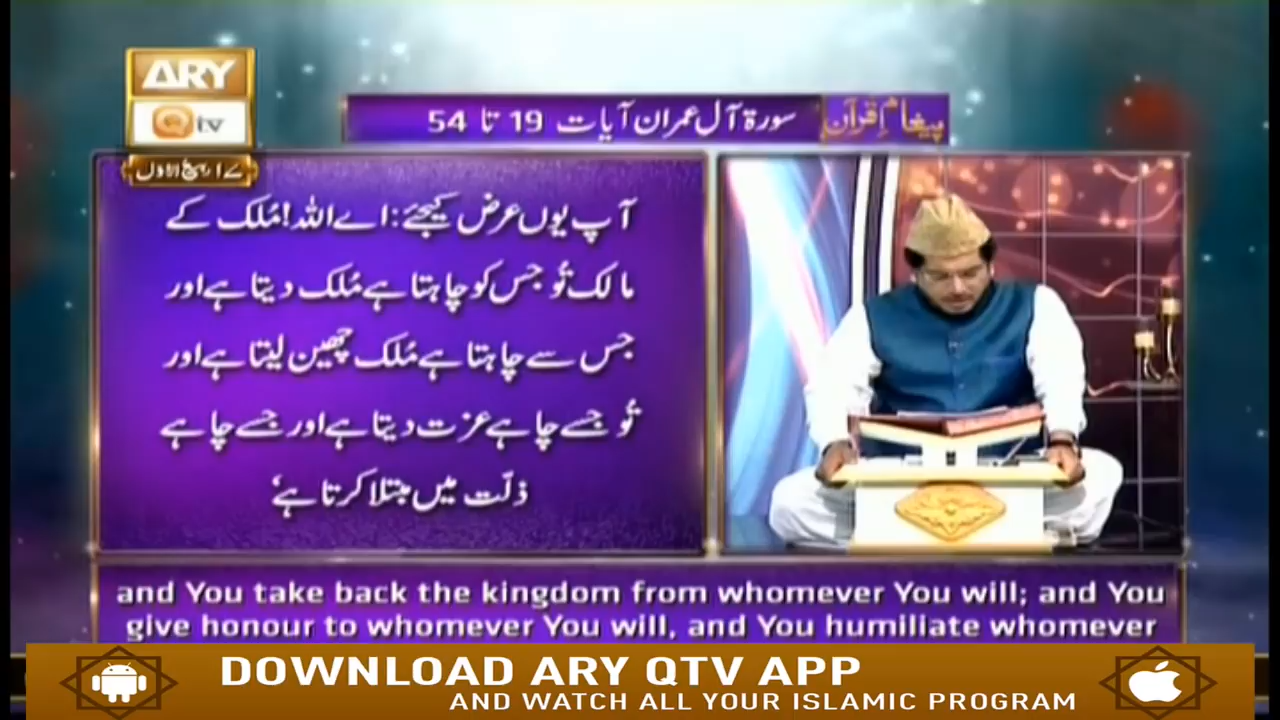 ARY
Qtv
۱۷ ربیع الاول
پیغام قرآن
سورۃ آل عمران آیات 19 تا 54
آپ یوں عرض کیجئے: اے اللہ! مُلک کے
مالک تُو جس کو چاہتا ہے مُلک دیتا ہے اور
جس سے چاہتا ہے مُلک چھین لیتا ہے اور
تُو جسے چاہے عزت دیتا ہے اور جسے چاہے
ذلّت میں مبتلا کرتا ہے‘
and You take back the kingdom from whomever You will; and You
give honour to whomever You will, and You humiliate whomever
DOWNLOAD ARY QTV APP
AND WATCH ALL YOUR ISLAMIC PROGRAM